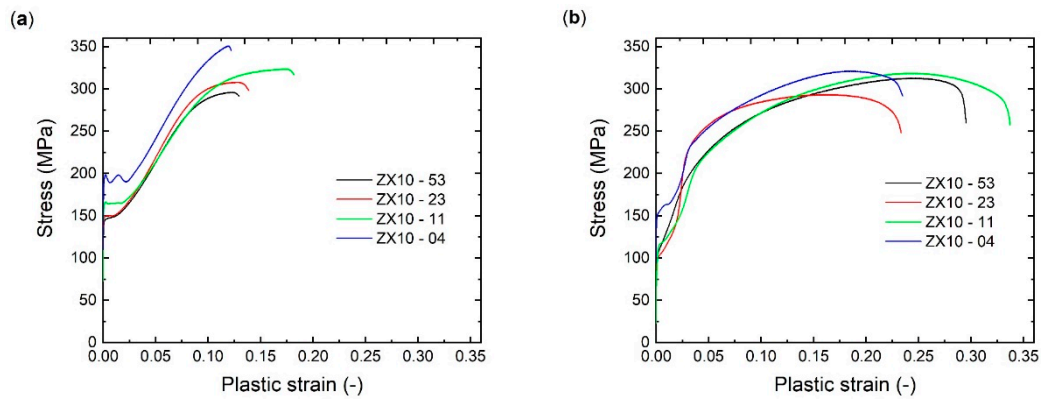 (a)
350
300
250
200
150
100
50
0
Stress (MPa)
ZX10 - 53
ZX10 - 23
ZX10 - 11
ZX10 - 04
0.00 0.05 0.10 0.15 0.20 0.25 0.30 0.35
Plastic strain (-)
(b)
350
300
250
200
150
100
50
0
Stress (MPa)
ZX10 - 53
ZX10 - 23
ZX10 - 11
ZX10 - 04
0.00 0.05 0.10 0.15 0.20 0.25 0.30 0.35
Plastic strain (-)